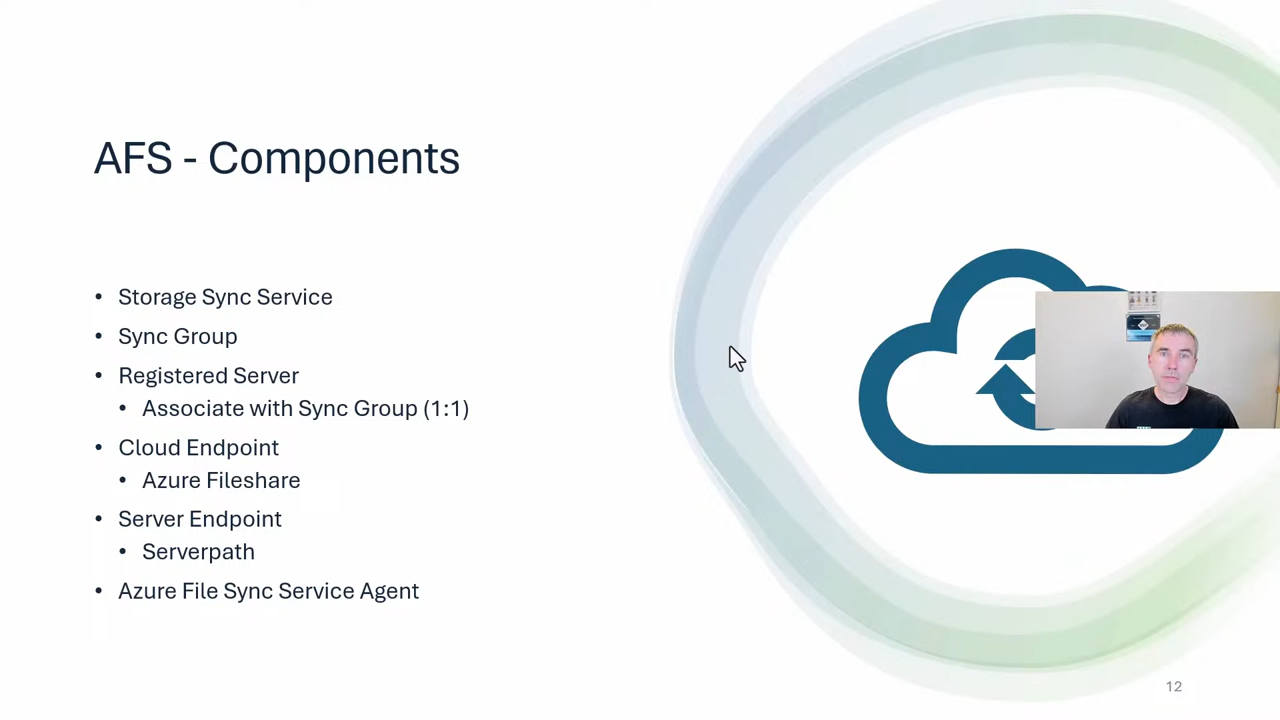 AFS - Components
• Storage Sync Service
• Sync Group
• Registered Server
• Associate with Sync Group (1:1)
• Cloud Endpoint
• Azure Fileshare
• Server Endpoint
• Serverpath
• Azure File Sync Service Agent
12